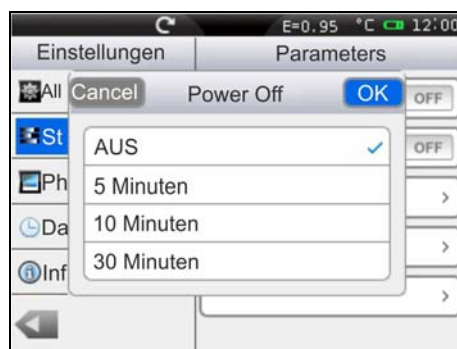 E=0.95 °C 12:00
Einstellungen Parameters
All OFF
Cancel Power Off OK
St OFF
AUS
Ph
5 Minuten
Da
10 Minuten
Inf
30 Minuten